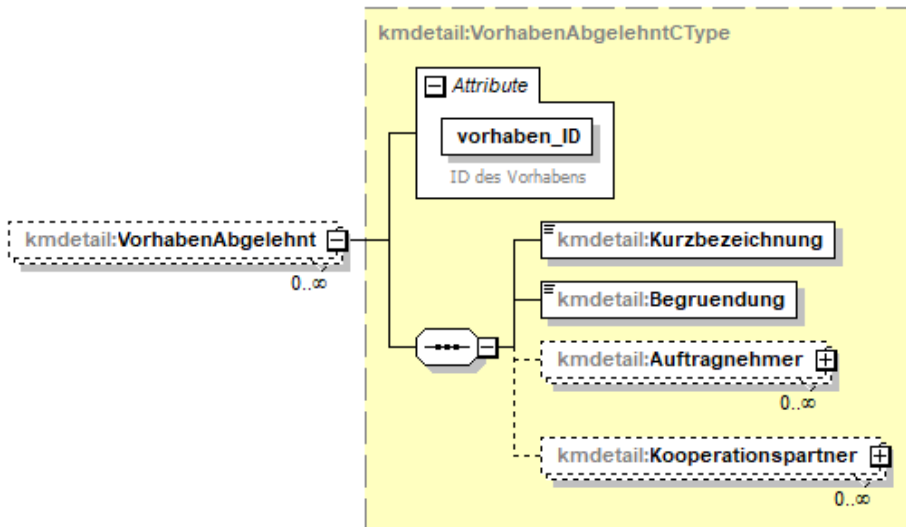 kmdetail:VorhabenAbgelehntCType
Attribute
vorhaben_ID
ID des Vorhabens
kmdetail:VorhabenAbgelehnt
0..∞
kmdetail:Kurzbezeichnung
kmdetail:Begruendung
kmdetail:Auftragnehmer
0..∞
kmdetail:Kooperationspartner
0..∞